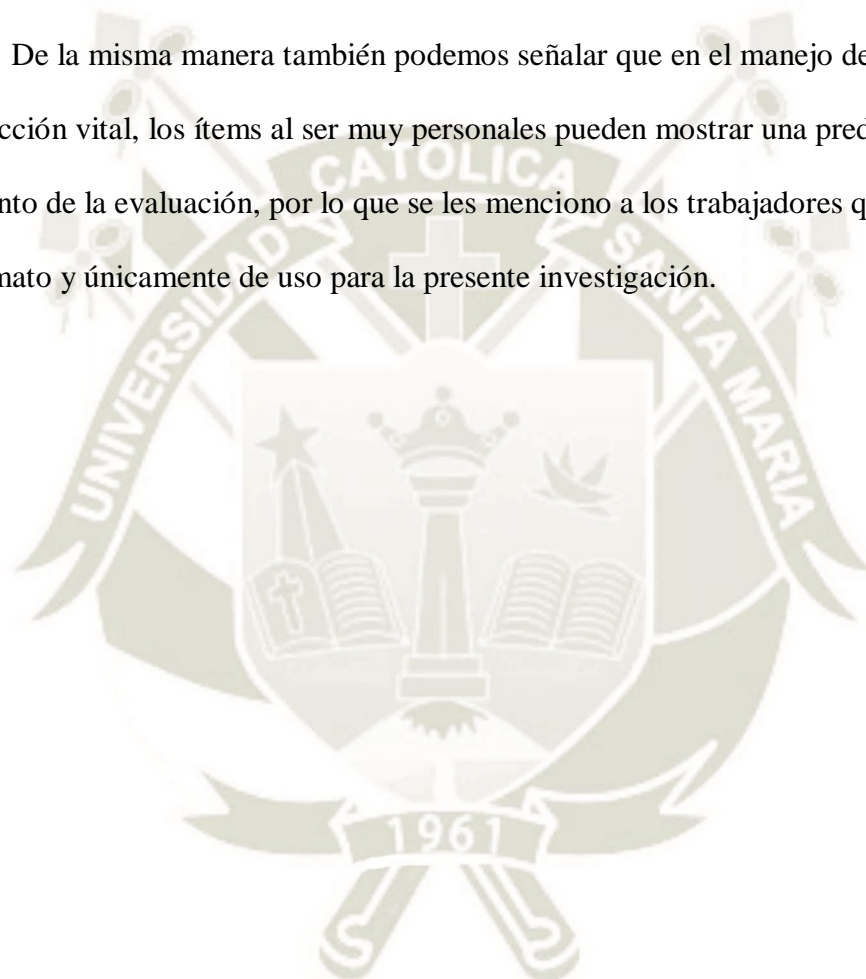 De la misma manera también podemos señalar que en el manejo de
cción vital, los ítems al ser muy personales pueden mostrar una pred
nto de la evaluación, por lo que se les menciono a los trabajadores q
mato y únicamente de uso para la presente investigación.
UNIVERSIDAD CATOLICA SANTA MARIA
1961